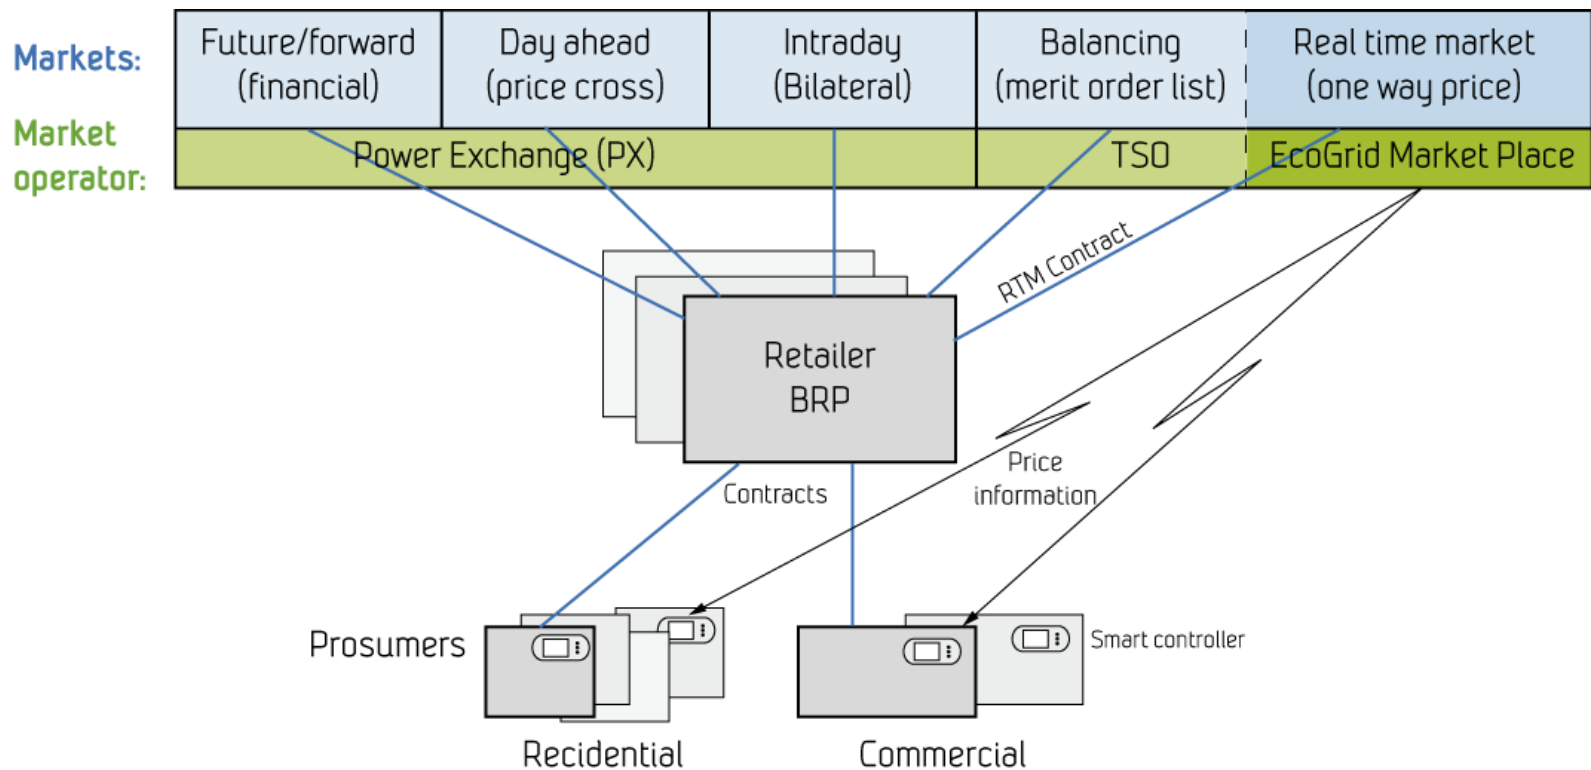 Markets:
Future/forward
(financial)
Day ahead
(price cross)
Intraday
(Bilateral)
Balancing
(merit order list)
Real time market
(one way price)
Market
operator:
Power Exchange (PX)
TSO
EcoGrid Market Place
RTM Contract
Retailer
BRP
Contracts
Price
information
Prosumers
Smart controller
Recidential
Commercial